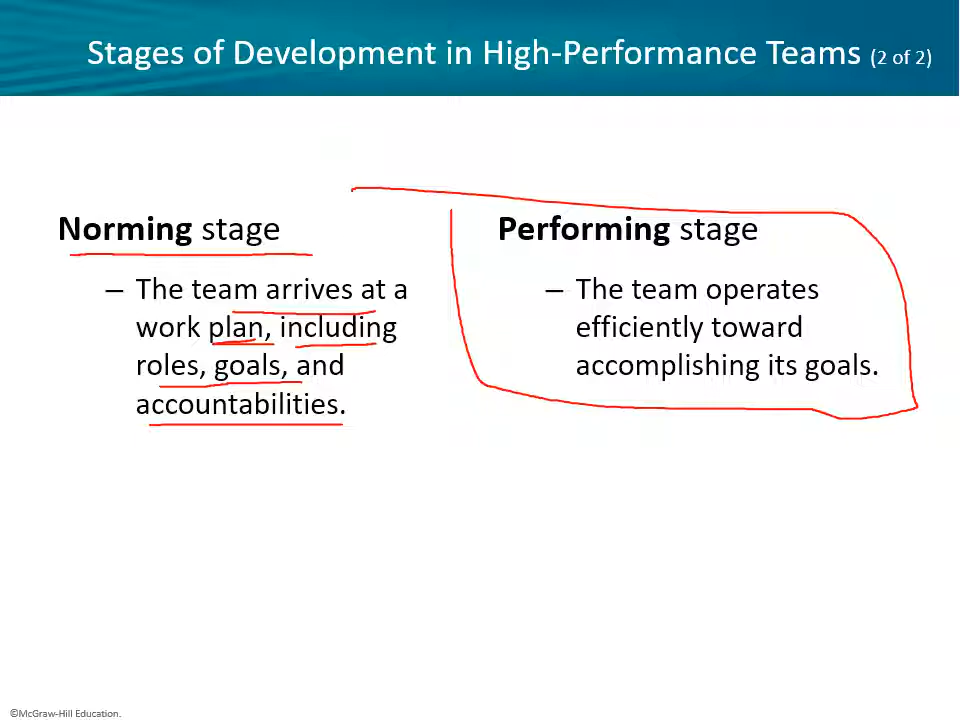 Stages of Development in High-Performance Teams (2 of 2)
Norming stage
– The team arrives at a
work plan, including
roles, goals, and
accountabilities.
Performing stage
– The team operates
efficiently toward
accomplishing its goals.
©McGraw-Hill Education.